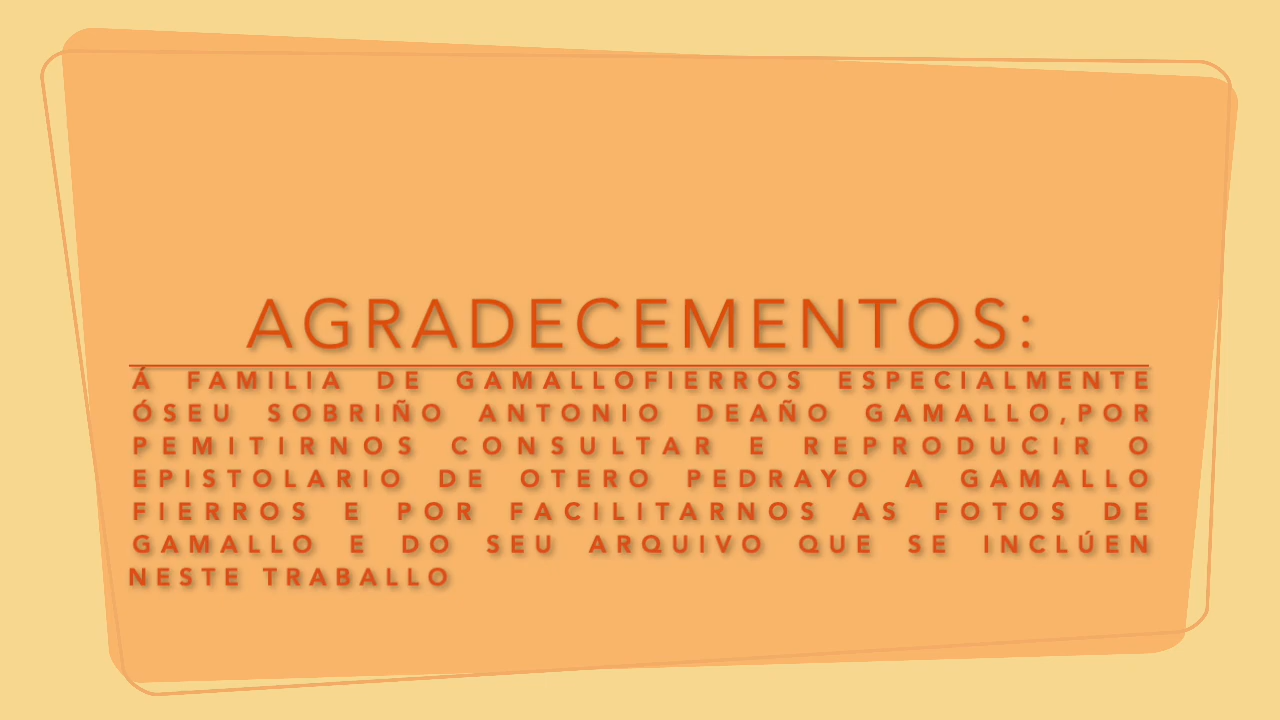 AGRADECEMENTOS:
Á FAMILIA DE GAMALLOFIERROS ESPECIALMENTE
ÓSEU SOBRIÑO ANTONIO DEAÑO GAMALLO,POR
PEMITIRNOS CONSULTAR E REPRODUCIR O
EPISTOLARIO DE OTERO PEDRAYO A GAMALLO
FIERROS E POR FACILITARNOS AS FOTOS DE
GAMALLO E DO SEU ARQUIVO QUE SE INCLÚEN
NESTE TRABALLO